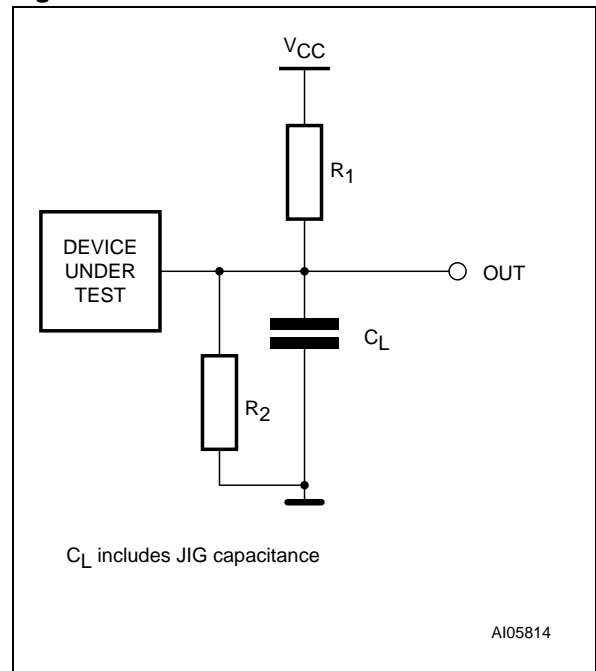 VCC
R1
DEVICE
UNDER
TEST
OUT
CL
R2
CL includes JIG capacitance
AI05814